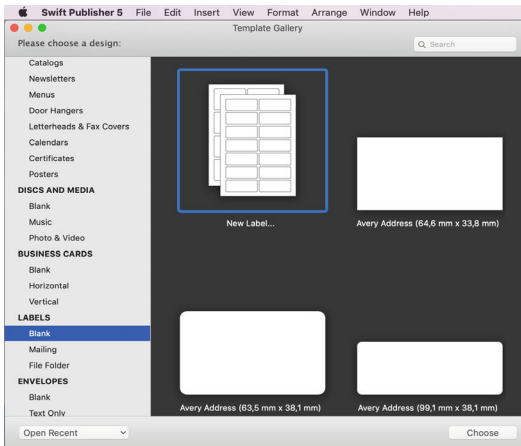 Swift Publisher 5 File Edit Insert View Format Arrange Window Help
Template Gallery
Please choose a design:
Search
Catalogs
Newsletters
Menus
Door Hangers
Letterheads & Fax Covers
Calendars
Certificates
Posters
DISCS AND MEDIA
Blank
Music
Photo & Video
BUSINESS CARDS
Blank
Horizontal
Vertical
LABELS
Blank
Mailing
File Folder
ENVELOPES
Blank
Text Only
New Label...
Avery Address (64,6 mm x 33,8 mm)
Avery Address (63,5 mm x 38,1 mm)
Avery Address (99,1 mm x 38,1 mm)
Open Recent
Choose